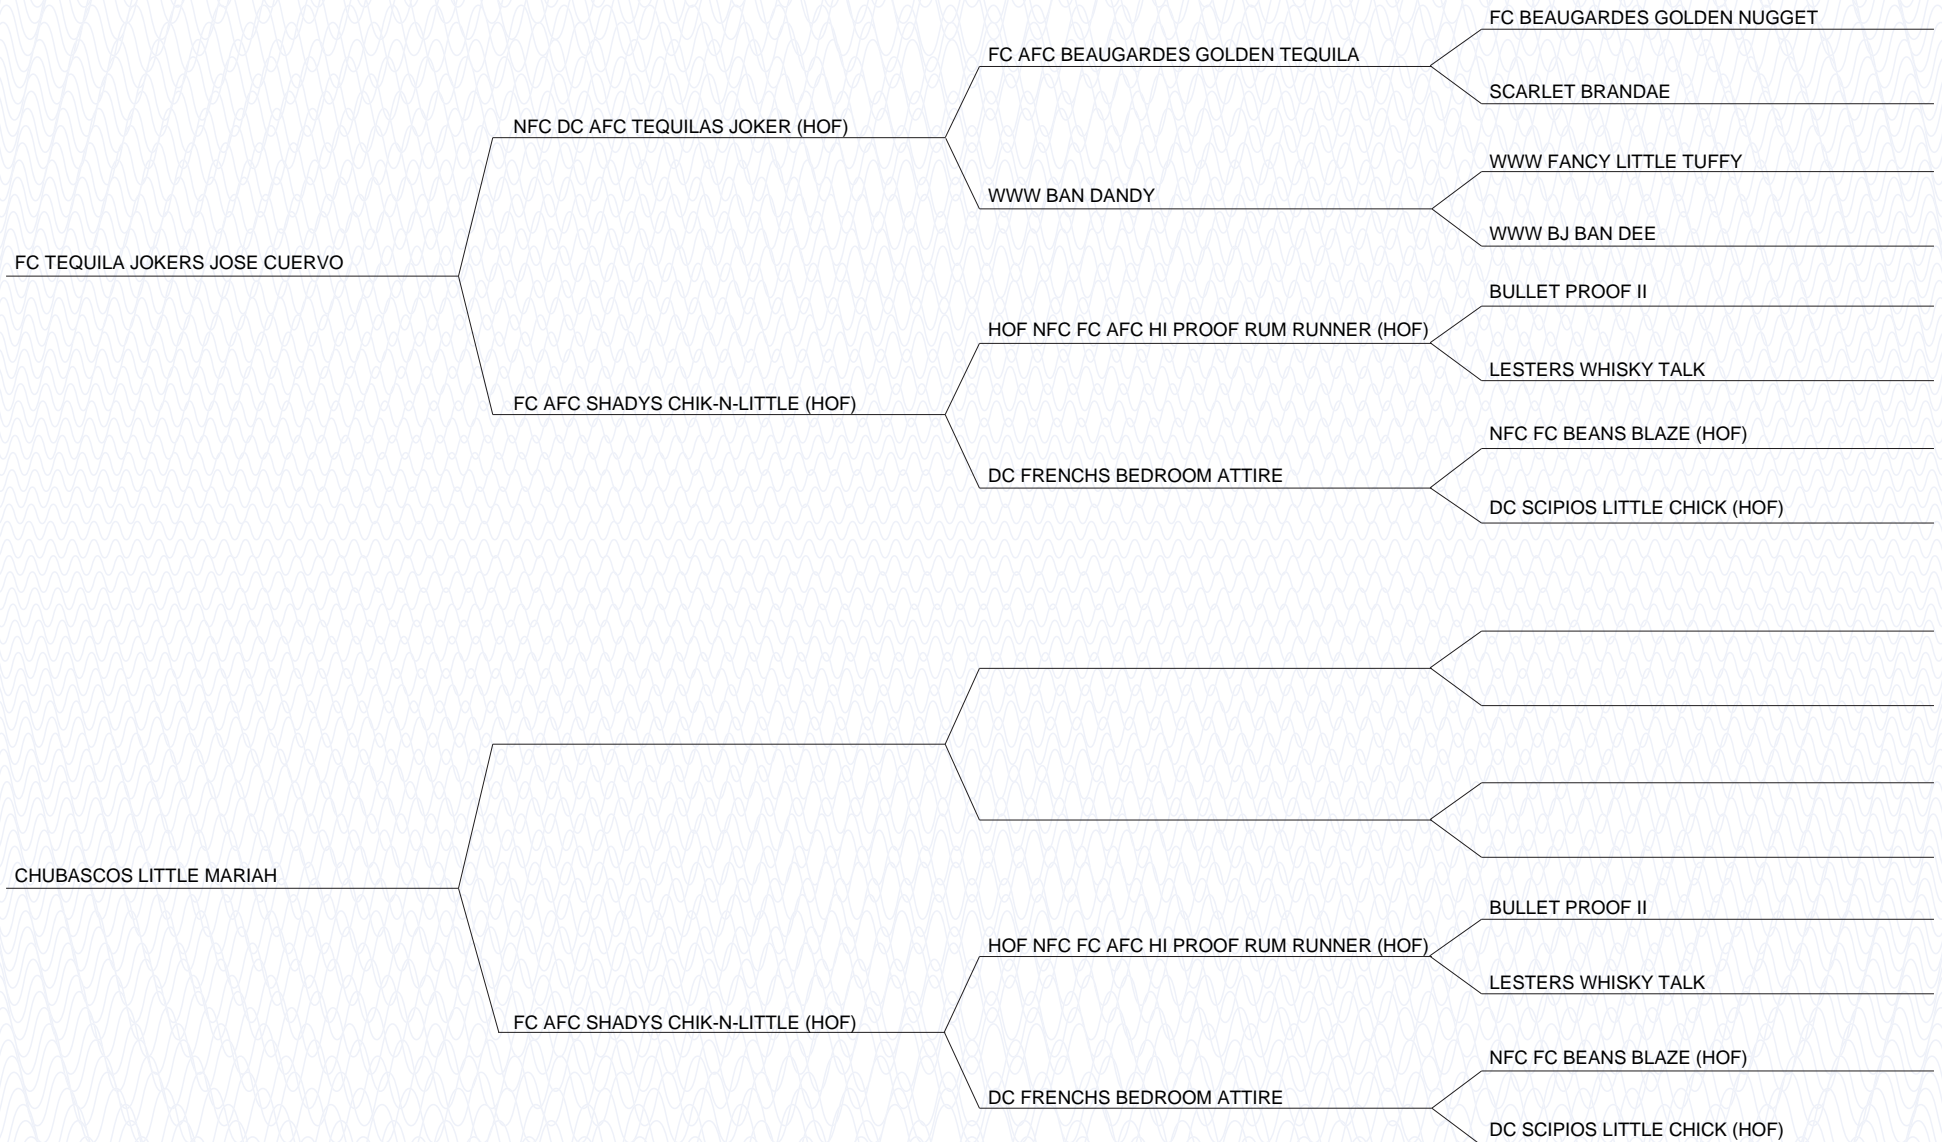 FC BEAUGARDES GOLDEN NUGGET
FC AFC BEAUGARDES GOLDEN TEQUILA
SCARLET BRANDAE
NFC DC AFC TEQUILAS JOKER (HOF)
WWW FANCY LITTLE TUFFY
WWW BAN DANDY
WWW BJ BAN DEE
FC TEQUILA JOKERS JOSE CUERVO
BULLET PROOF II
HOF NFC FC AFC HI PROOF RUM RUNNER (HOF)
LESTERS WHISKY TALK
FC AFC SHADYS CHIK-N-LITTLE (HOF)
NFC FC BEANS BLAZE (HOF)
DC FRENCHS BEDROOM ATTIRE
DC SCIPIOS LITTLE CHICK (HOF)
CHUBASCOS LITTLE MARIAH
BULLET PROOF II
HOF NFC FC AFC HI PROOF RUM RUNNER (HOF)
LESTERS WHISKY TALK
FC AFC SHADYS CHIK-N-LITTLE (HOF)
NFC FC BEANS BLAZE (HOF)
DC FRENCHS BEDROOM ATTIRE
DC SCIPIOS LITTLE CHICK (HOF)